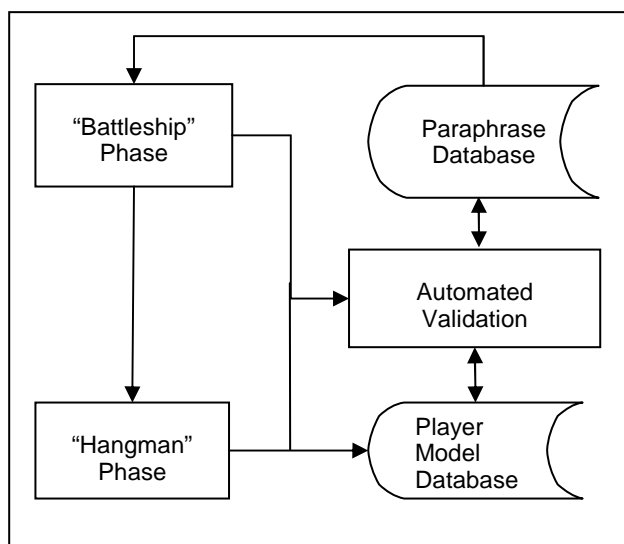 “Battleship”
Phase
Paraphrase
Database
Automated
Validation
“Hangman”
Phase
Player
Model
Database